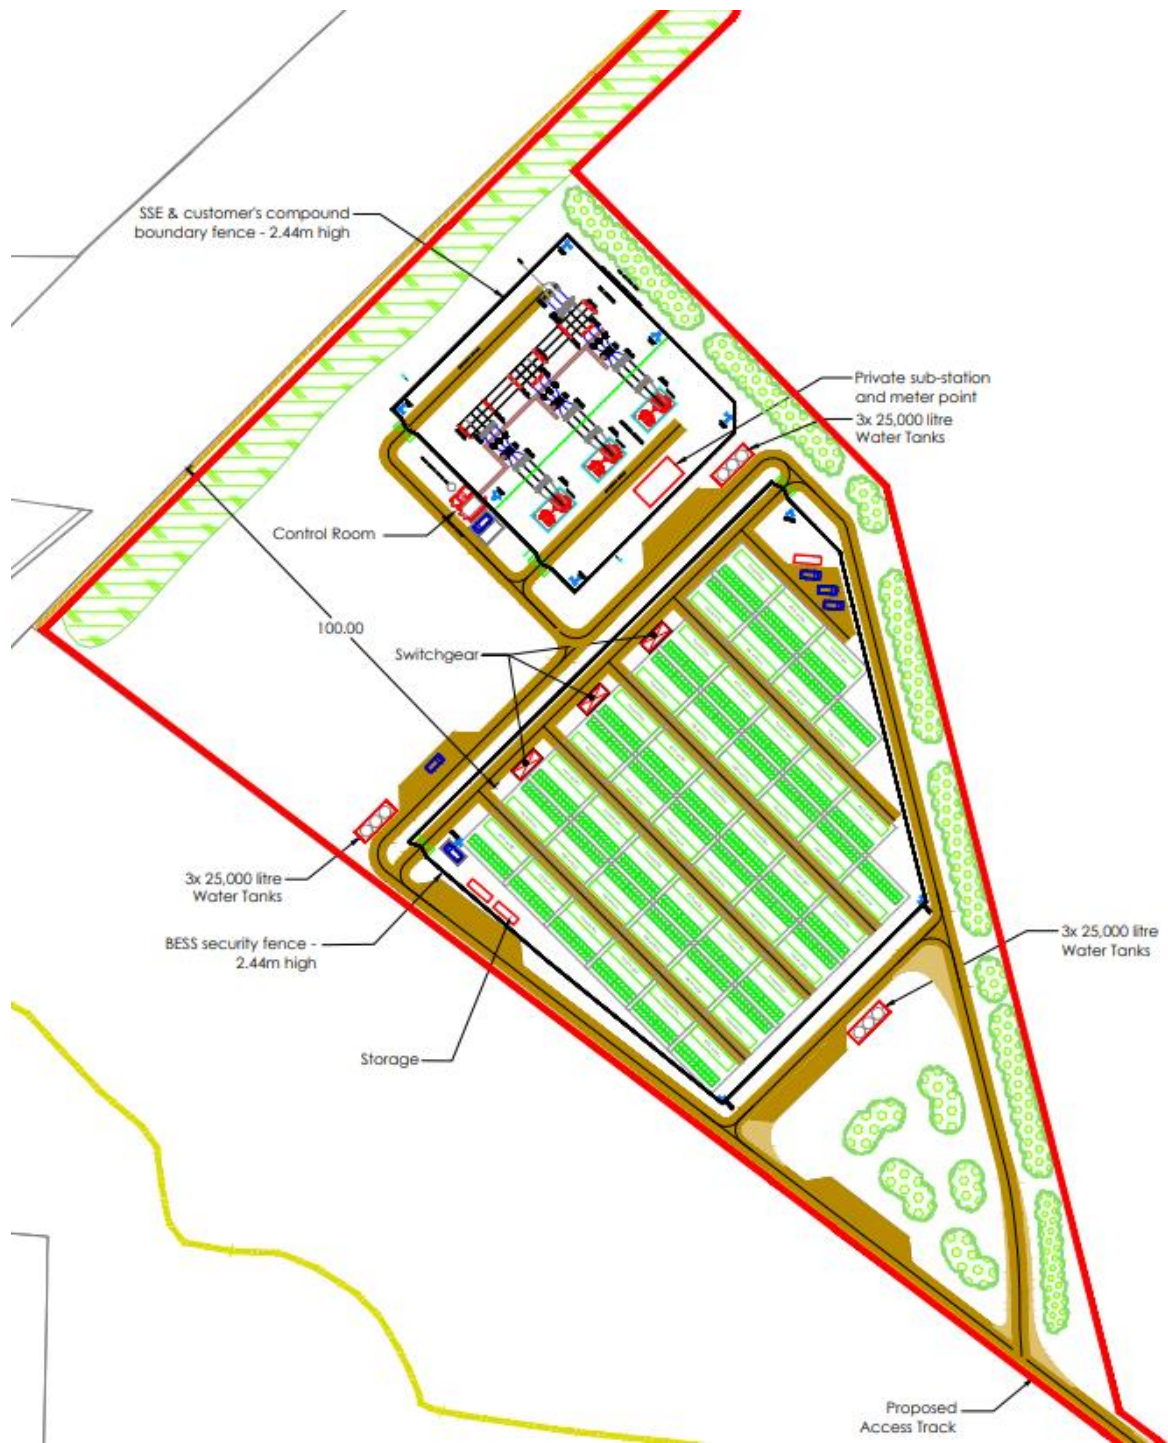 SSE & customer's compound
boundary fence - 2.44m high
Private sub-station
and meter point
3x 25,000 litre
Water Tanks
Control Room
100.00
Switchgear
3x 25,000 litre
Water Tanks
BESS security fence -
2.44m high
3x 25,000 litre
Water Tanks
Storage
Proposed
Access Track